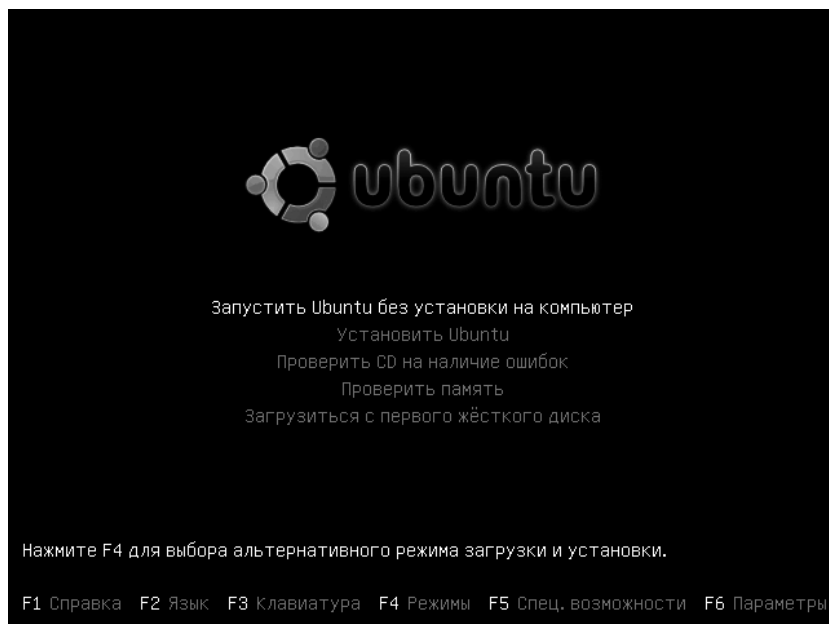 ubuntu
Запустить Ubuntu без установки на компьютер
Установить Ubuntu
Проверить CD на наличие ошибок
Проверить память
Загрузиться с первого жёсткого диска
Нажмите F4 для выбора альтернативного режима загрузки и установки.
F1 Справка F2 Язык F3 Клавиатура F4 Режимы F5 Спец. возможности F6 Параметры